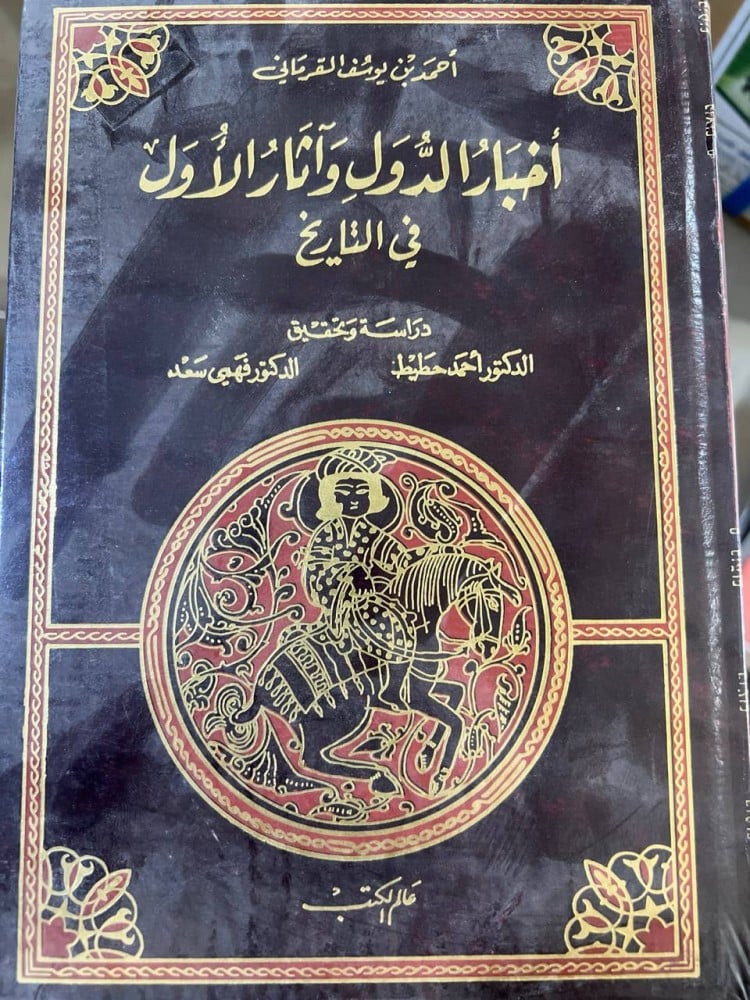 أحمد بن يوسف القرماني
أخبار الدول وآثار الأول
في التاريخ
دراسة وتحقيق
الدكتور أحمد حطيط الدكتور فهمي سعد
عالم الكتب